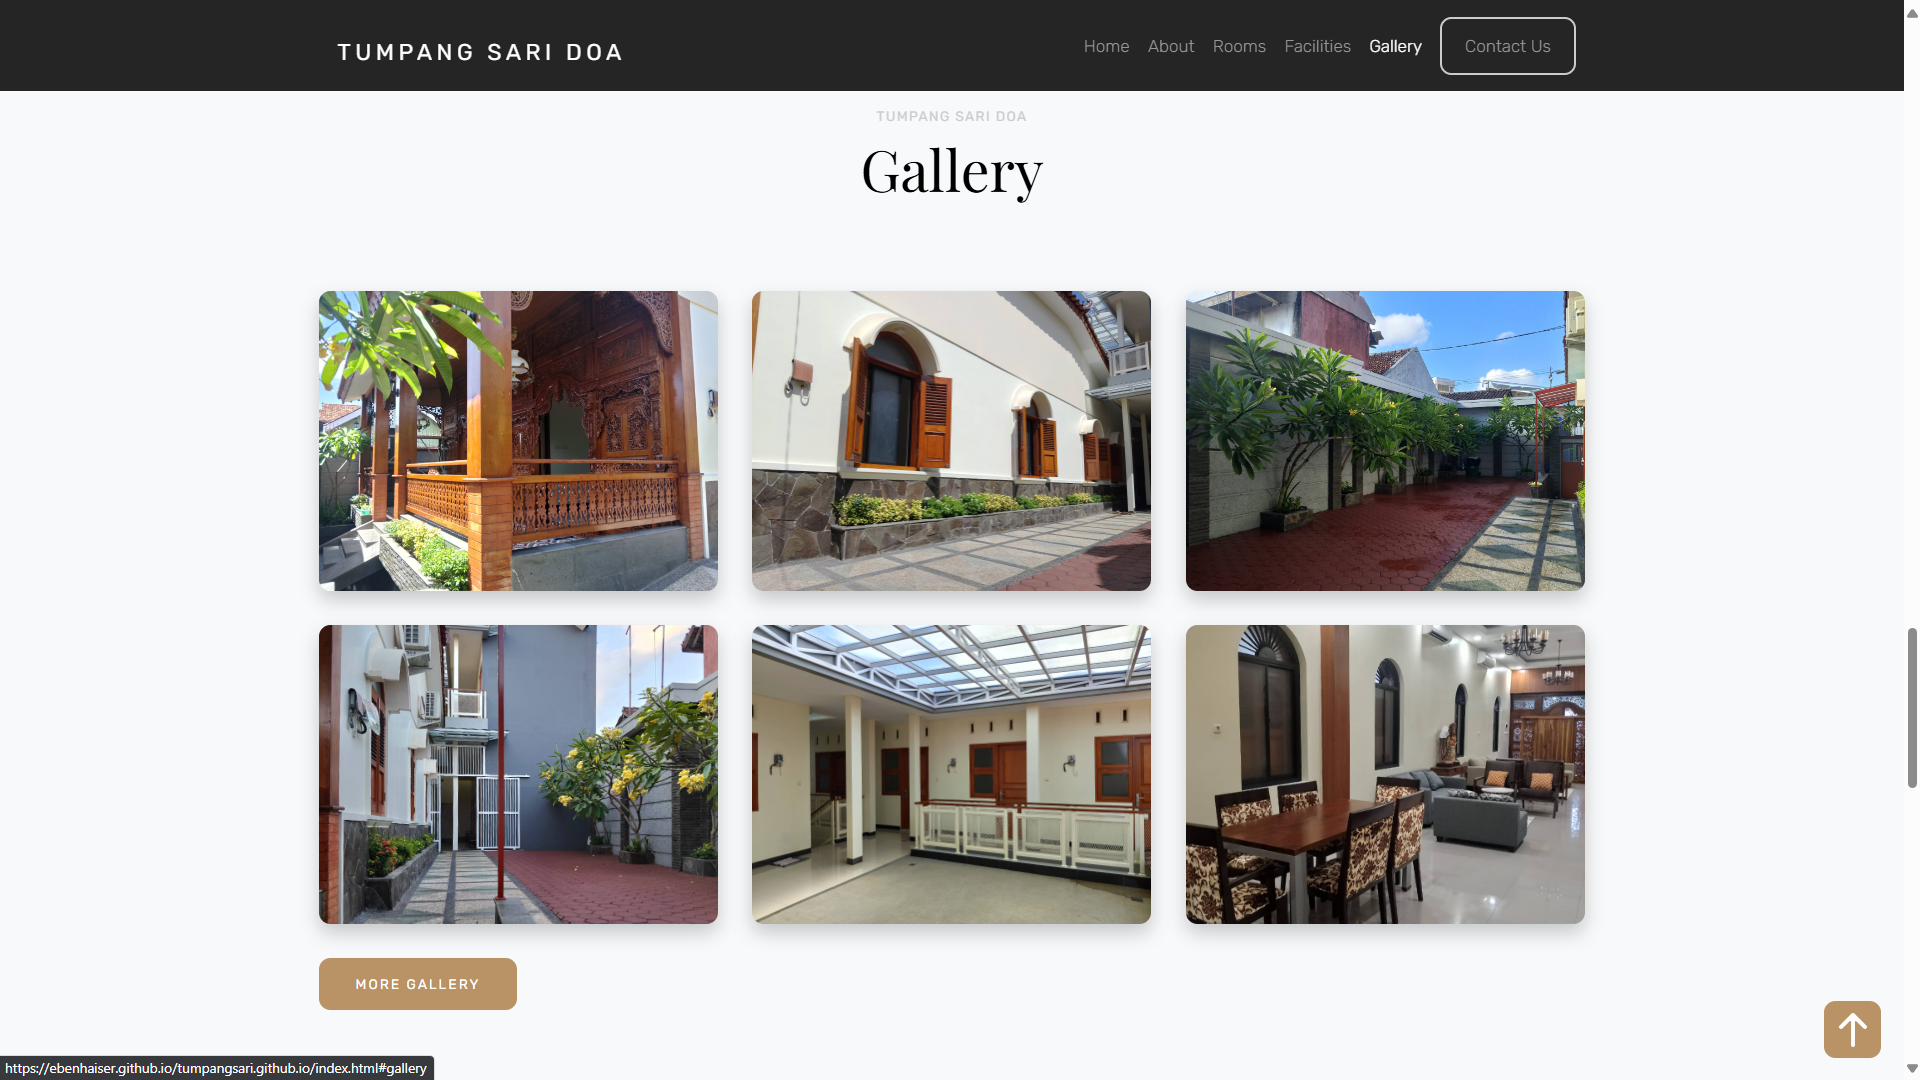 TUMPANG SARI DOA
Home
About
Rooms
Facilities
Gallery
Contact Us
TUMPANG SARI DOA
Gallery
MORE GALLERY
https://ebenhaiser.github.io/tumpangsari.github.io/index.html#gallery